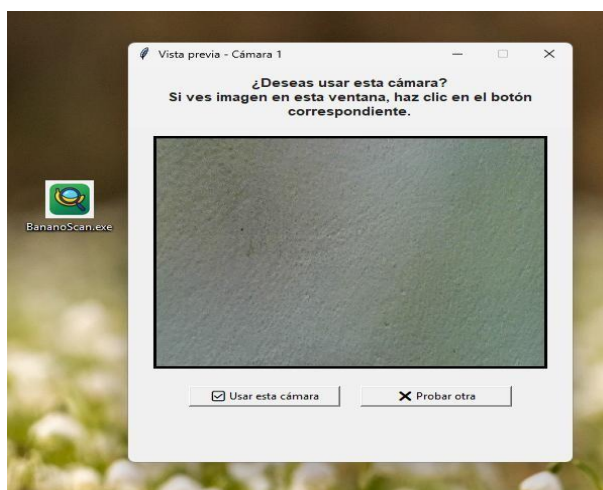 Vista previa - Cámara 1
¿Deseas usar esta cámara?
Si ves imagen en esta ventana, haz clic en el botón
correspondiente.
BananoScan.exe
Usar esta cámara
Probar otra